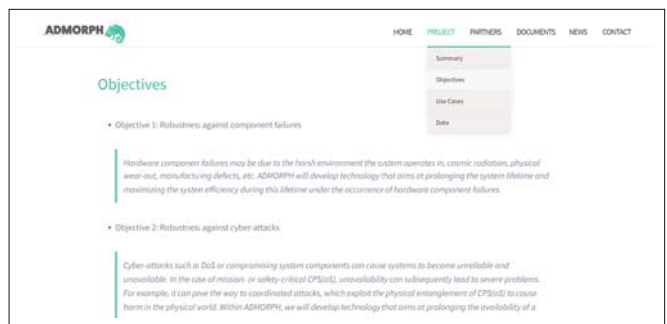 ADMORPH
HOME PROJECT PARTNERS DOCUMENTS NEWS CONTACT
Summary
Objectives
Use Cases
Data
Objectives
• Objective 1: Robustness against component failures
Hardware component failures may be due to the harsh environment the system operates in, cosmic radiation, physical
wear-out, manufacturing defects, etc. ADMORPH will develop technology that aims at prolonging the system lifetime and
maximizing the system efficiency during this lifetime under the occurrence of hardware component failures.
• Objective 2: Robustness against cyber-attacks
Cyber-attacks such as DoS or compromising system components can cause systems to become unreliable and
unavailable. In the case of mission- or safety-critical CPS(oS), unavailability can subsequently lead to severe problems.
For example, it can pave the way to coordinated attacks, which exploit the physical entanglement of CPS(oS) to cause
harm in the physical world. Within ADMORPH, we will develop technology that aims at prolonging the availability of a